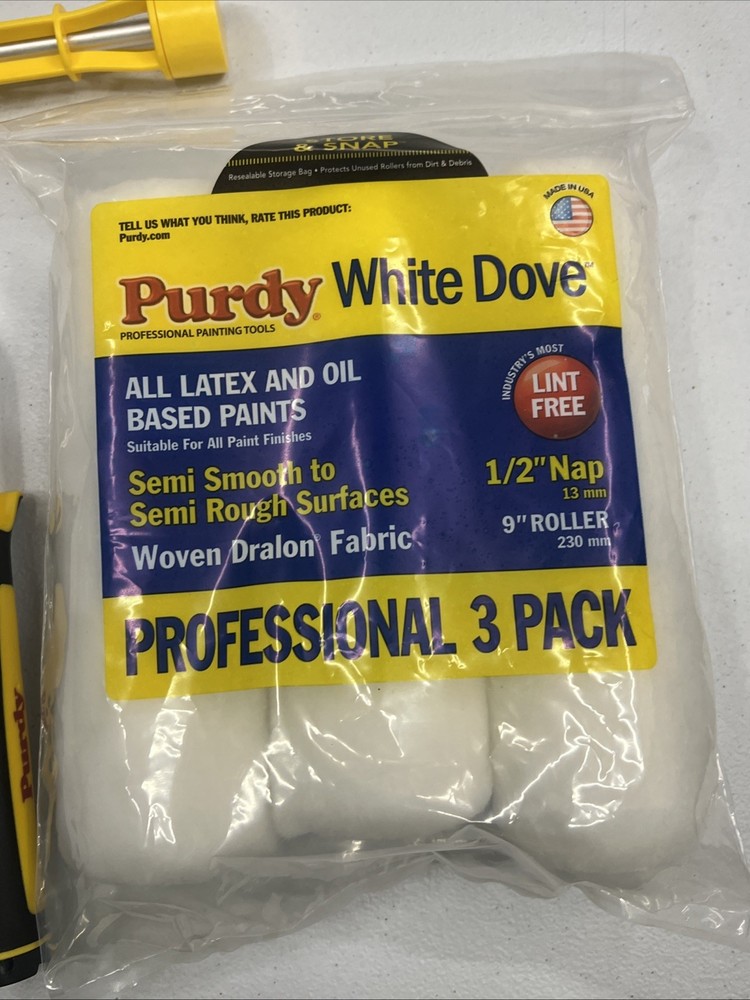 STORE
& SNAP
Resealable Storage Bag • Protects Unused Rollers from Dirt & Debris
MADE IN USA
TELL US WHAT YOU THINK, RATE THIS PRODUCT:
Purdy.com
Purdy® White Dove™
PROFESSIONAL PAINTING TOOLS
ALL LATEX AND OIL
BASED PAINTS
Suitable For All Paint Finishes
INDUSTRY'S MOST
LINT
FREE
Semi Smooth to
Semi Rough Surfaces
Woven Dralon® Fabric
1/2" Nap
13 mm
9" ROLLER
230 mm
PROFESSIONAL 3 PACK
Purdy